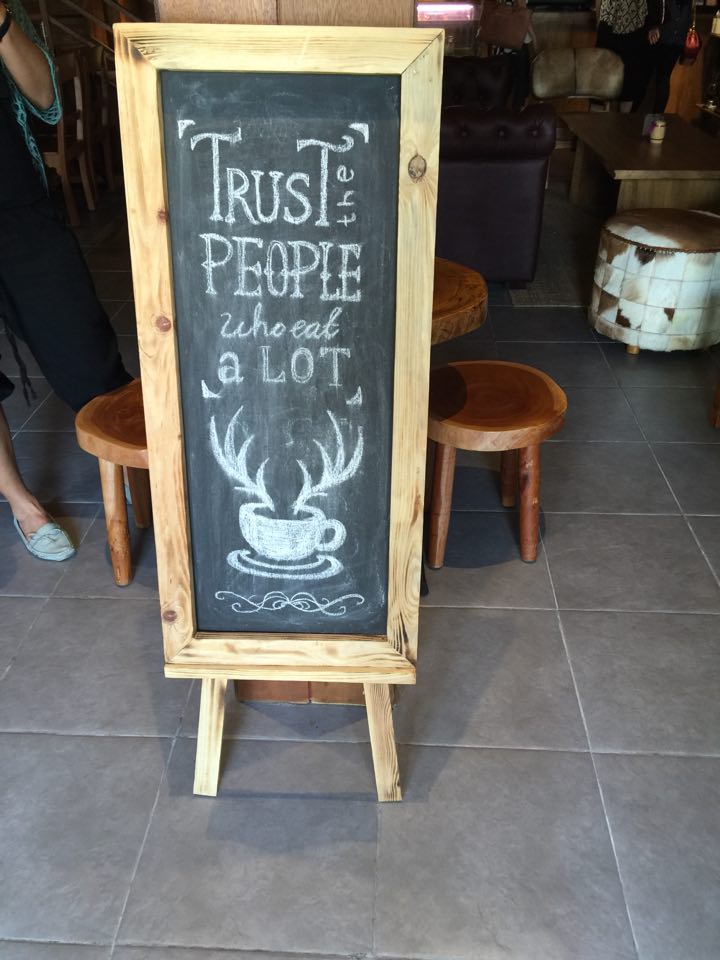 TRUST the
PEOPLE
who eat
a LOT